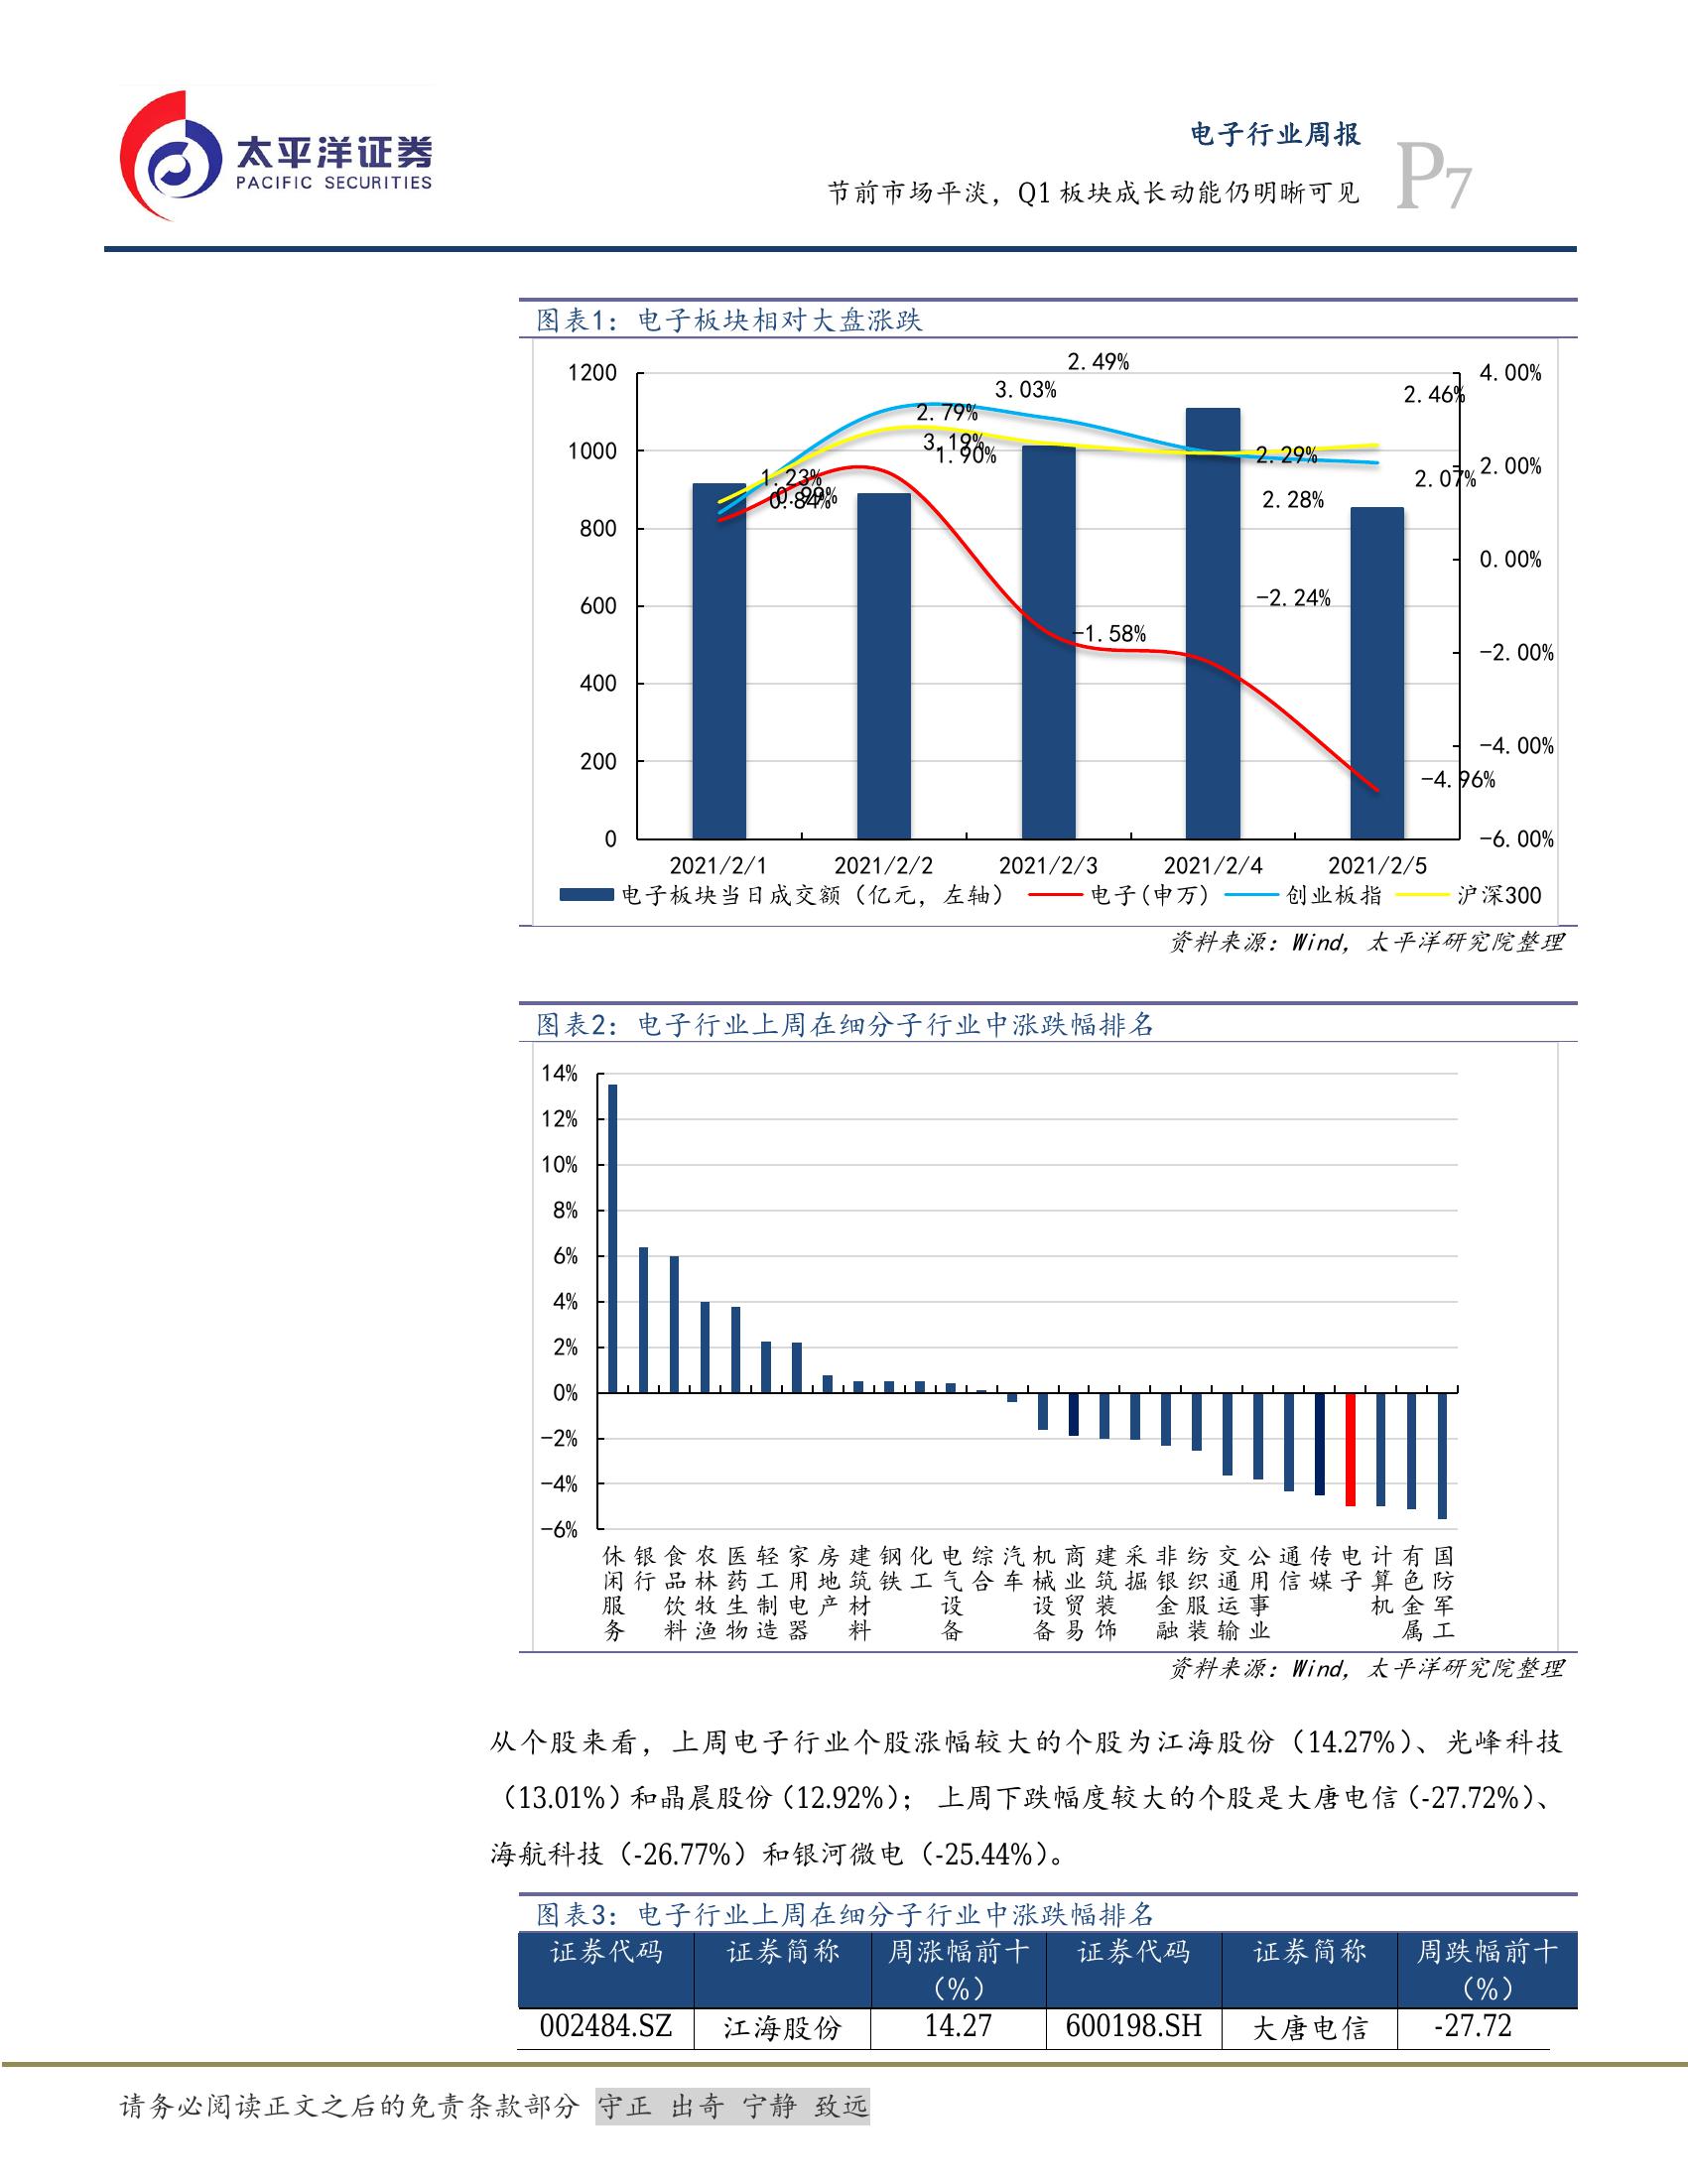 太平洋证券
PACIFIC SECURITIES
电子行业周报
节前市场平淡，Q1 板块成长动能仍明晰可见
P7
图表1：电子板块相对大盘涨跌
1200
1000
800
600
400
200
0
4.00%
2.00%
0.00%
-2.00%
-4.00%
-6.00%
1.23%
0.99%
0.84%
2.79%
3.19%
1.90%
3.03%
2.49%
-1.58%
2.29%
2.28%
-2.24%
2.46%
2.07%
-4.96%
2021/2/1 2021/2/2 2021/2/3 2021/2/4 2021/2/5
电子板块当日成交额（亿元，左轴） 电子(申万) 创业板指 沪深300
资料来源：Wind，太平洋研究院整理
图表2：电子行业上周在细分子行业中涨跌幅排名
14%
12%
10%
8%
6%
4%
2%
0%
-2%
-4%
-6%
休闲服务 银行 食品饮料 农林牧渔 医药生物 轻工制造 家用电器 房地产 建筑材料 钢铁 化工 电气设备 综合 汽车 机械设备 商业贸易 建筑装饰 采掘 非银金融 纺织服装 交通运输 公用事业 通信 传媒 电子 计算机 有色金属 国防军工
资料来源：Wind，太平洋研究院整理
从个股来看，上周电子行业个股涨幅较大的个股为江海股份（14.27%）、光峰科技
（13.01%）和晶晨股份（12.92%）； 上周下跌幅度较大的个股是大唐电信（-27.72%）、
海航科技（-26.77%）和银河微电（-25.44%）。
图表3：电子行业上周在细分子行业中涨跌幅排名
证券代码 证券简称 周涨幅前十（%） 证券代码 证券简称 周跌幅前十（%）
002484.SZ 江海股份 14.27 600198.SH 大唐电信 -27.72
请务必阅读正文之后的免责条款部分 守正 出奇 宁静 致远